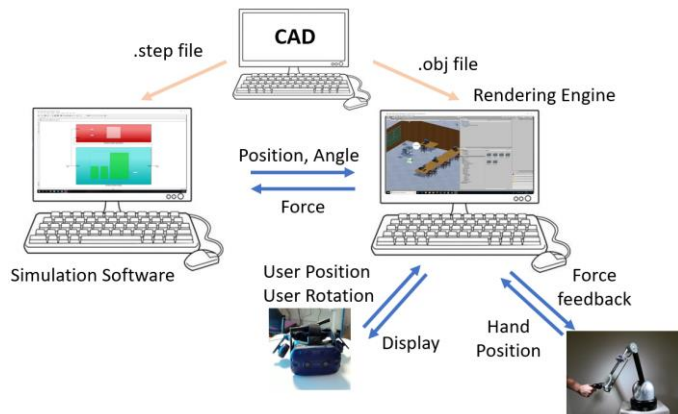 CAD
.step file
.obj file
Rendering Engine
Position, Angle
Force
Simulation Software
User Position
User Rotation
Display
Force
feedback
Hand
Position